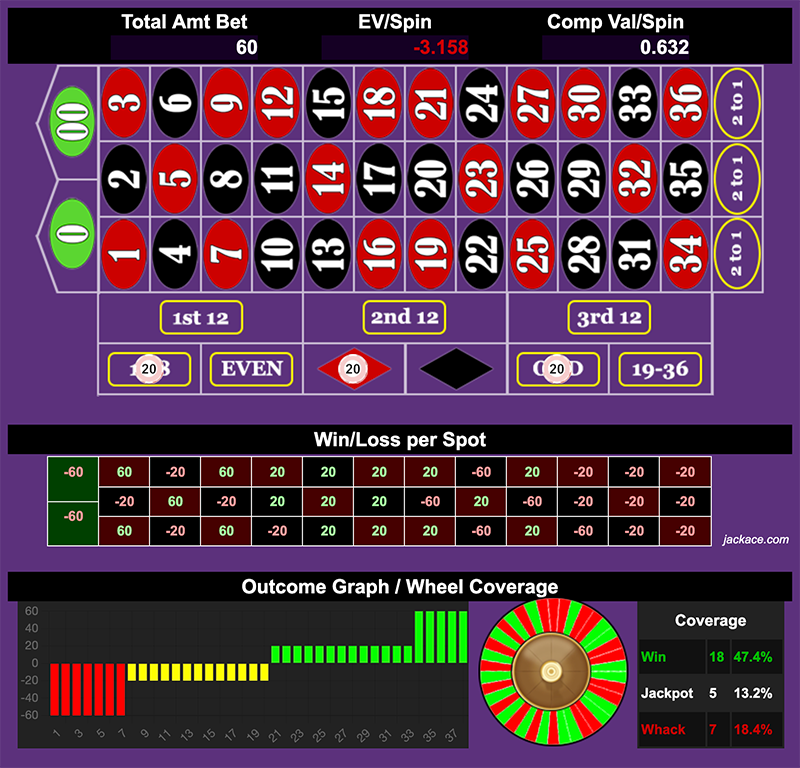 Total Amt Bet EV/Spin Comp Val/Spin
60 -3.158 0.632
00 3 6 9 12 15 18 21 24 27 30 33 36 2 to 1
2 5 8 11 14 17 20 23 26 29 32 35 2 to 1
0 1 4 7 10 13 16 19 22 25 28 31 34 2 to 1
1st 12 2nd 12 3rd 12
20 EVEN 20 20 19-36
Win/Loss per Spot
-60 60 -20 60 20 20 20 20 -60 20 -20 -20 -20
-20 60 -20 20 20 20 -60 20 -60 -20 -20 -20
-60 60 -20 60 -20 20 20 20 -60 20 -60 -20 -20
jackace.com
Outcome Graph / Wheel Coverage
60
40
20
0
-20
-40
-60
1 3 5 7 9 11 13 15 17 19 21 23 25 27 29 31 33 35 37
Coverage
Win 18 47.4%
Jackpot 5 13.2%
Whack 7 18.4%